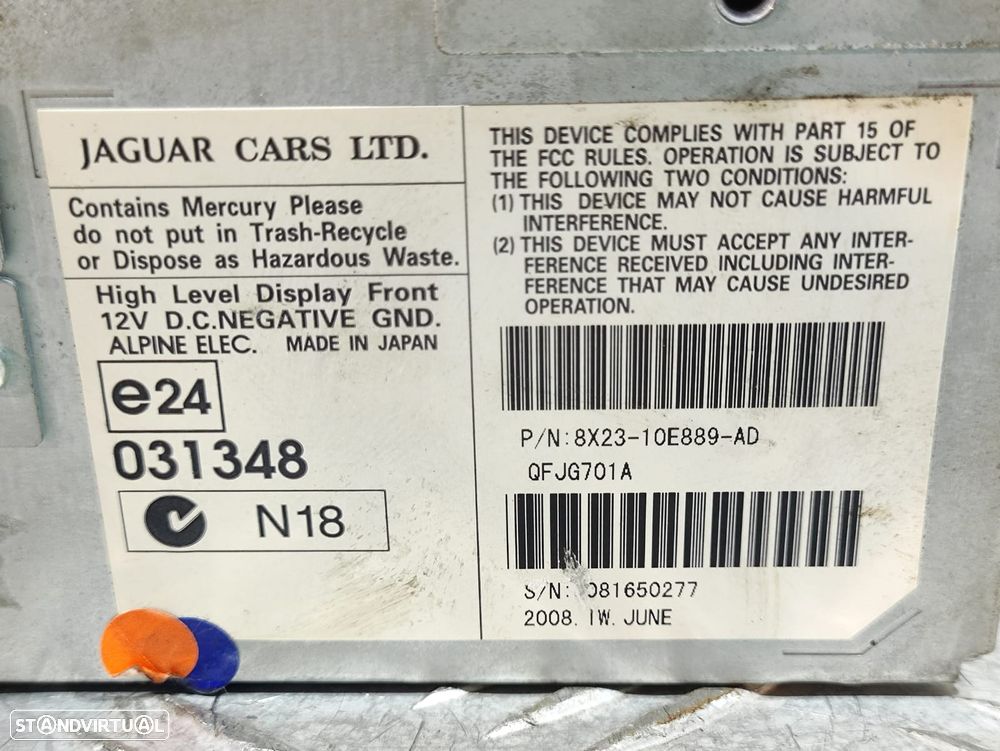 JAGUAR CARS LTD.
Contains Mercury Please
do not put in Trash-Recycle
or Dispose as Hazardous Waste.
High Level Display Front
12V D.C.NEGATIVE GND.
ALPINE ELEC. MADE IN JAPAN
e24
031348
N18
THIS DEVICE COMPLIES WITH PART 15 OF
THE FCC RULES. OPERATION IS SUBJECT TO
THE FOLLOWING TWO CONDITIONS:
(1) THIS DEVICE MAY NOT CAUSE HARMFUL
INTERFERENCE.
(2) THIS DEVICE MUST ACCEPT ANY INTER-
FERENCE RECEIVED INCLUDING INTER-
FERENCE THAT MAY CAUSE UNDESIRED
OPERATION.
P/N:8X23-10E889-AD
QFJG701A
S/N: 081650277
2008. 1W. JUNE
STANDVIRTUAL